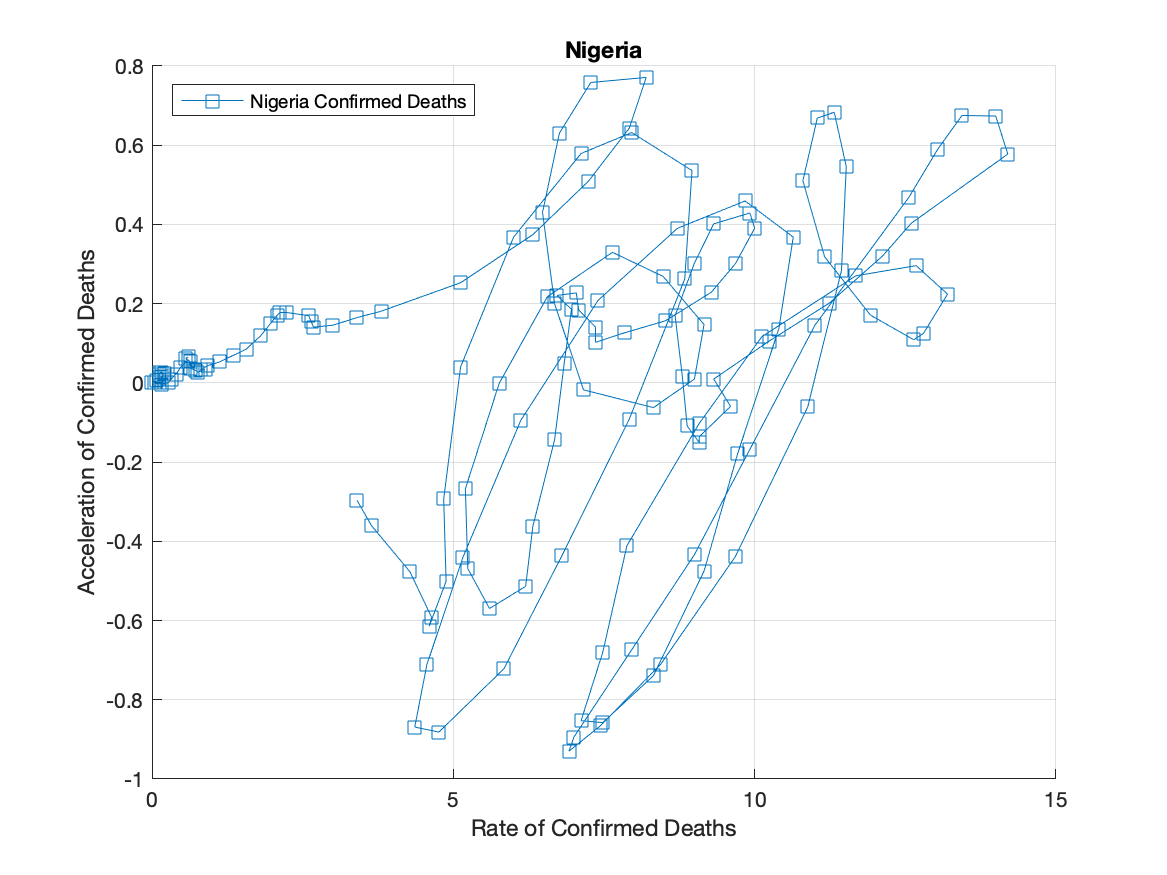 Nigeria
Nigeria Confirmed Deaths
0.8
0.6
0.4
0.2
0
-0.2
-0.4
-0.6
-0.8
-1
Acceleration of Confirmed Deaths
0 5 10 15
Rate of Confirmed Deaths